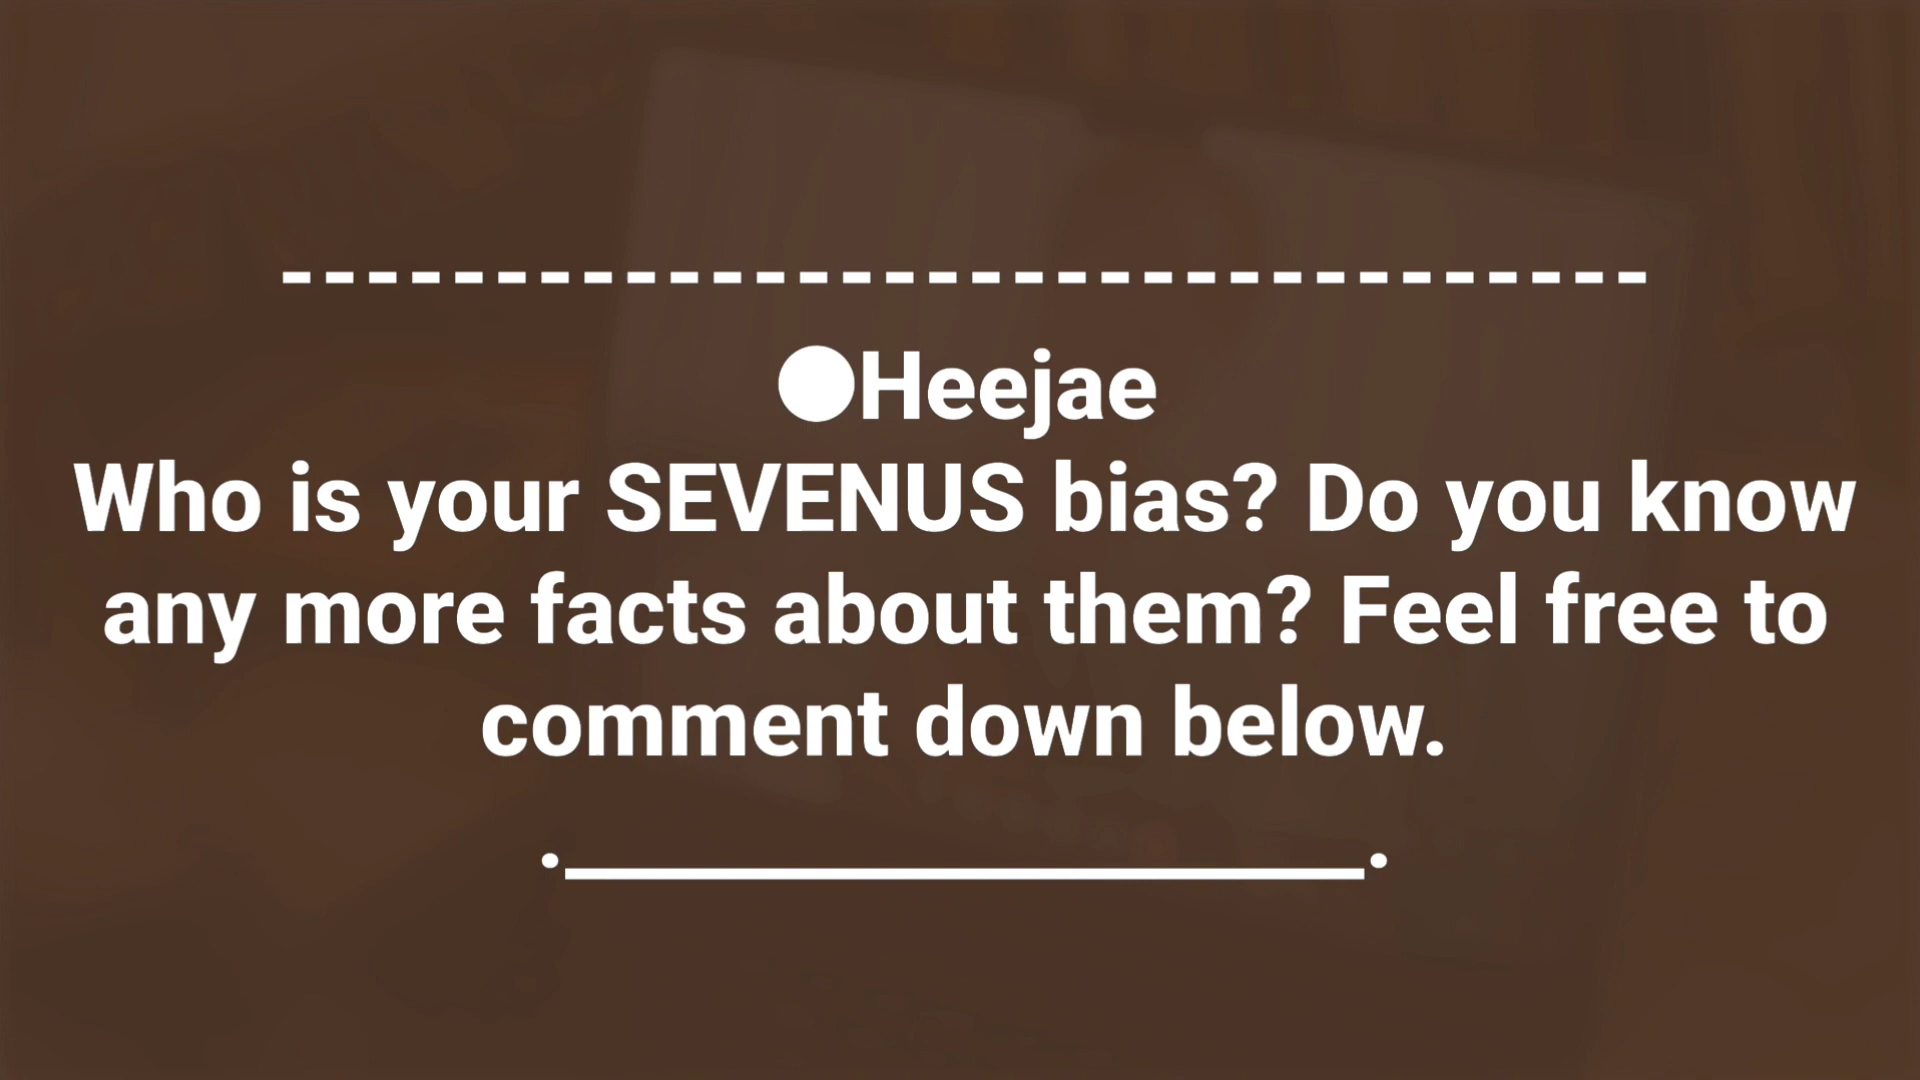 --------------------------------
●Heejae
Who is your SEVENUS bias? Do you know
any more facts about them? Feel free to
comment down below.
.____________________.